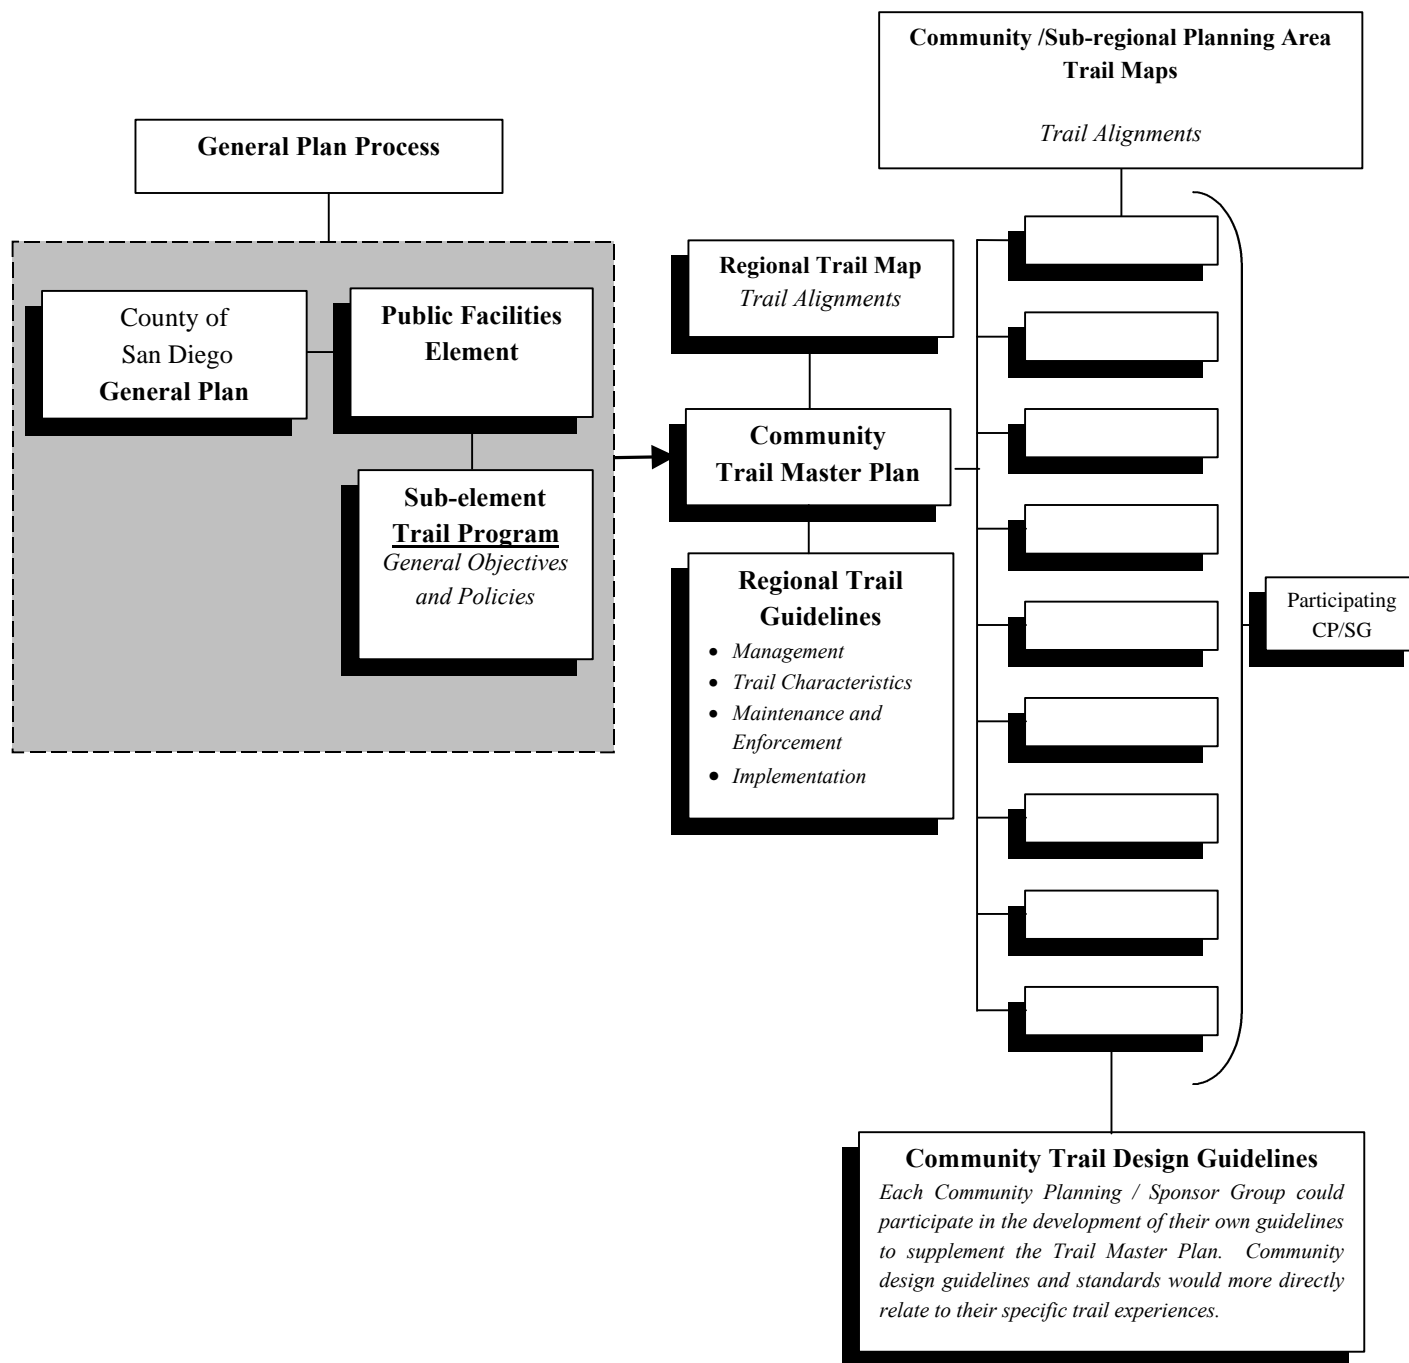 Community /Sub-regional Planning Area
Trail Maps
Trail Alignments
General Plan Process
County of
San Diego
General Plan
Public Facilities
Element
Sub-element
Trail Program
General Objectives
and Policies
Regional Trail Map
Trail Alignments
Community
Trail Master Plan
Regional Trail
Guidelines
• Management
• Trail Characteristics
• Maintenance and
Enforcement
• Implementation
Participating
CP/SG
Community Trail Design Guidelines
Each Community Planning / Sponsor Group could
participate in the development of their own guidelines
to supplement the Trail Master Plan. Community
design guidelines and standards would more directly
relate to their specific trail experiences.